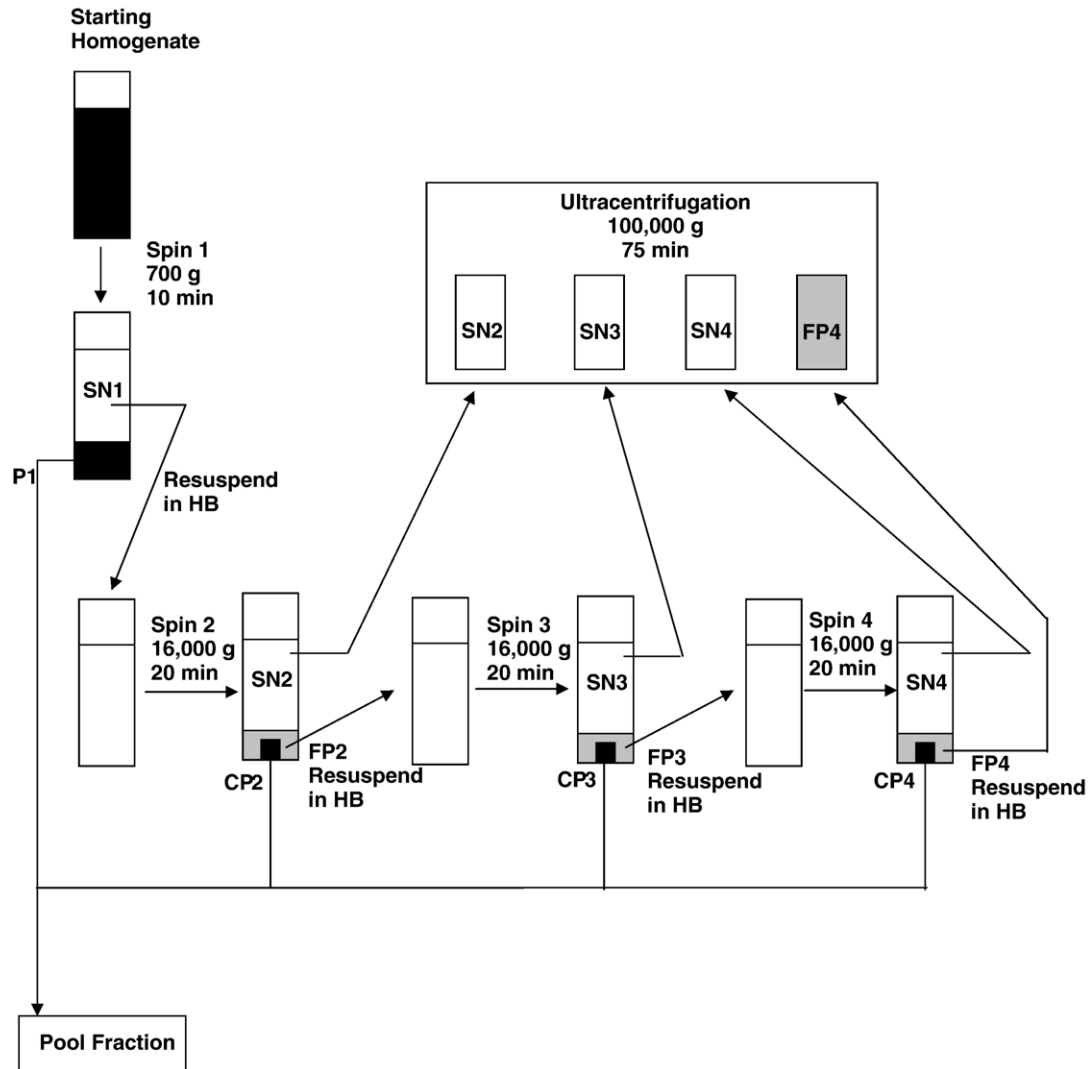 Starting
Homogenate
Spin 1
700 g
10 min
SN1
P1
Resuspend
in HB
Ultracentrifugation
100,000 g
75 min
SN2
SN3
SN4
FP4
Spin 2
16,000 g
20 min
SN2
CP2
FP2
Resuspend
in HB
Spin 3
16,000 g
20 min
SN3
CP3
FP3
Resuspend
in HB
Spin 4
16,000 g
20 min
SN4
CP4
FP4
Resuspend
in HB
Pool Fraction